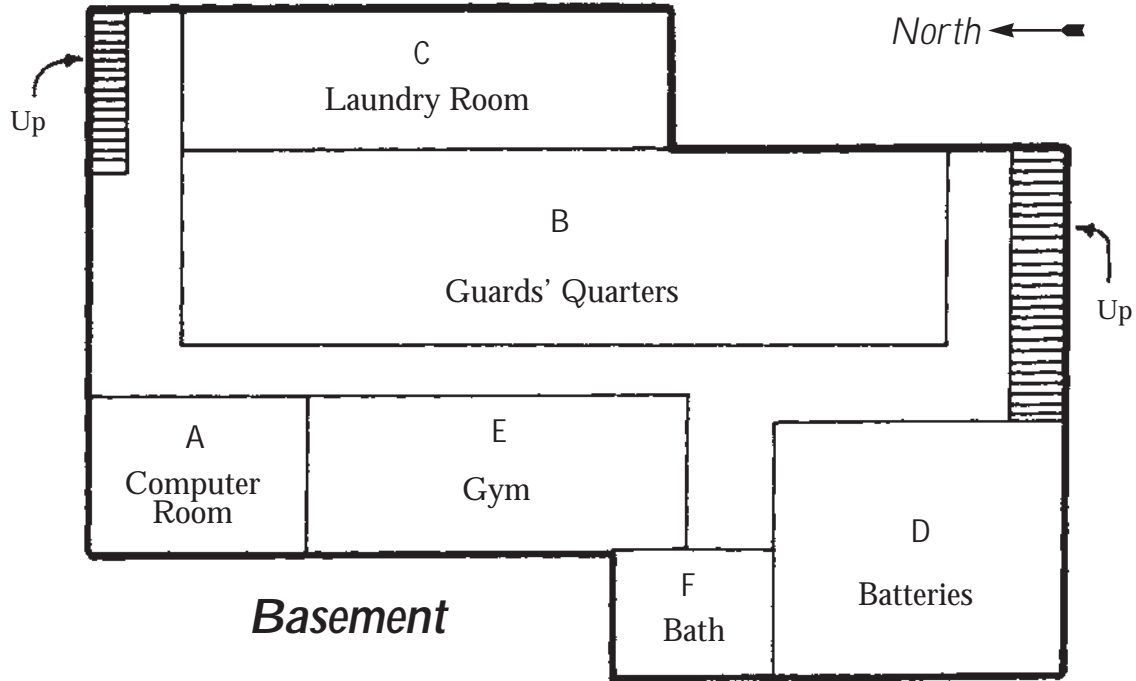 North
Up
C
Laundry Room
B
Guards’ Quarters
Up
A
Computer
Room
E
Gym
D
Batteries
F
Bath
Basement